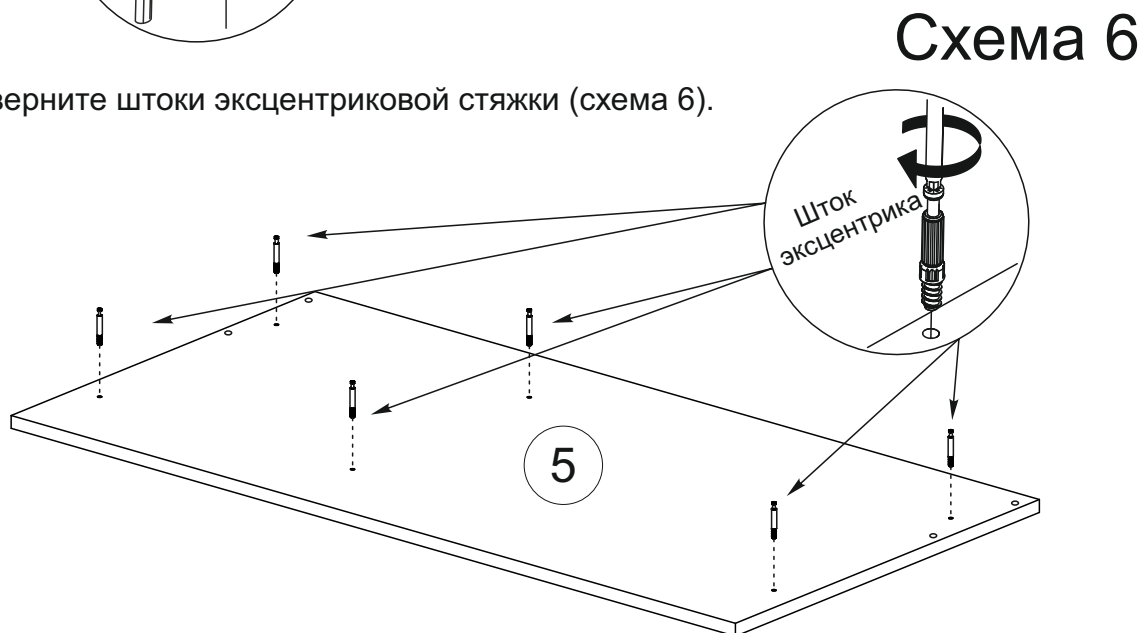 Схема 6
верните штоки эксцентриковой стяжки (схема 6).
Шток
эксцентрика
5